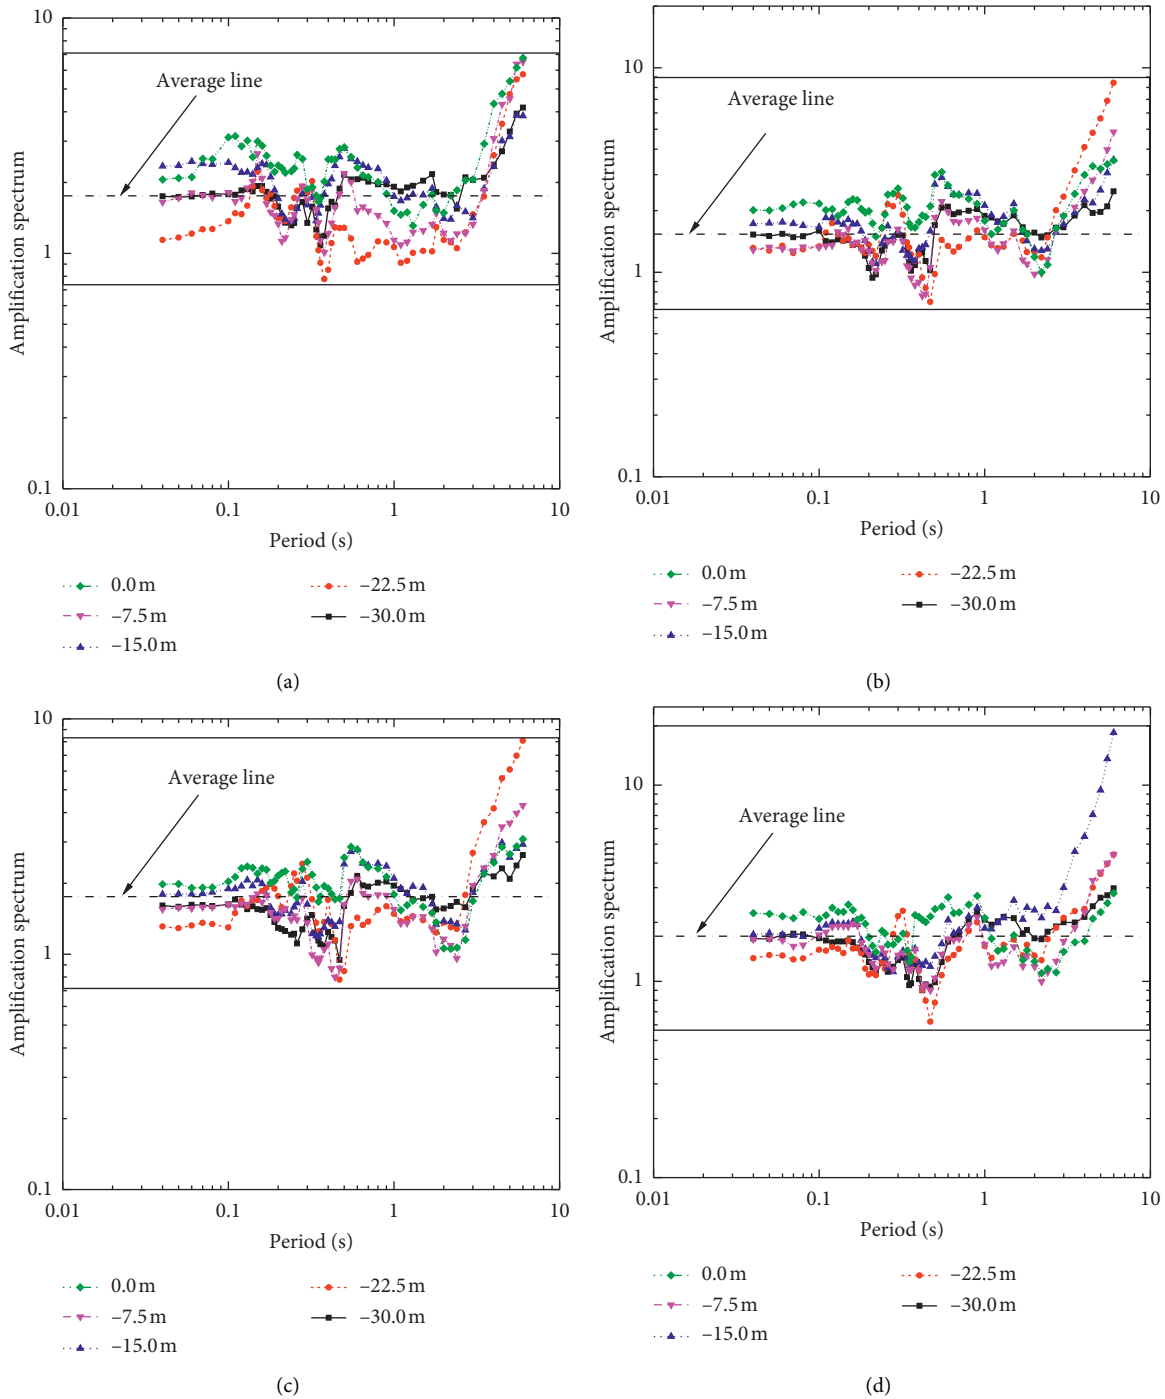 10
Average line
Amplification spectrum
1
0.1
0.01
0.1
1
10
Period (s)
0.0 m
–7.5 m
–15.0 m
–22.5 m
–30.0 m
(a)
10
Average line
Amplification spectrum
1
0.1
0.01
0.1
1
10
Period (s)
0.0 m
–7.5 m
–15.0 m
–22.5 m
–30.0 m
(b)
10
Average line
Amplification spectrum
1
0.1
0.01
0.1
1
10
Period (s)
0.0 m
–7.5 m
–15.0 m
–22.5 m
–30.0 m
(c)
10
Average line
Amplification spectrum
1
0.1
0.01
0.1
1
10
Period (s)
0.0 m
–7.5 m
–15.0 m
–22.5 m
–30.0 m
(d)